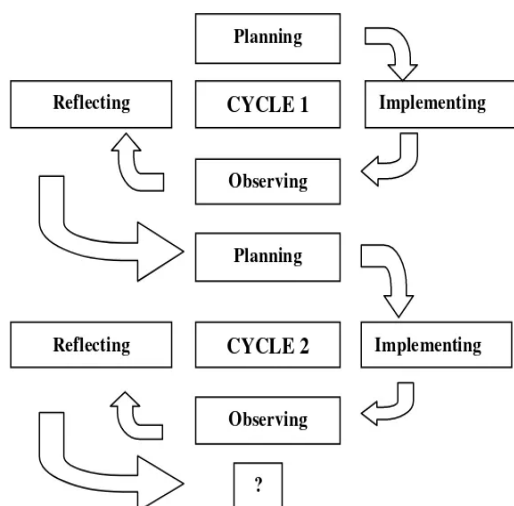 Planning
Reflecting
CYCLE 1
Implementing
Observing
Planning
Reflecting
CYCLE 2
Implementing
Observing
?